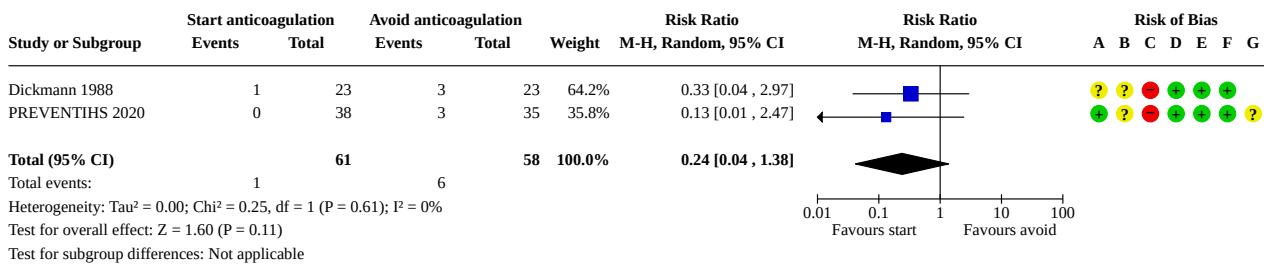 Start anticoagulation Avoid anticoagulation Risk Ratio Risk Ratio Risk of Bias
Study or Subgroup Events Total Events Total Weight M-H, Random, 95% CI M-H, Random, 95% CI A B C D E F G
Dickmann 1988 1 23 3 23 64.2% 0.33 [0.04 , 2.97] ? ? − + + +
PREVENTIHS 2020 0 38 3 35 35.8% 0.13 [0.01 , 2.47] + ? − + + + ?
Total (95% CI) 61 58 100.0% 0.24 [0.04 , 1.38]
Total events: 1 6
Heterogeneity: Tau² = 0.00; Chi² = 0.25, df = 1 (P = 0.61); I² = 0%
0.01 0.1 1 10 100
Test for overall effect: Z = 1.60 (P = 0.11) Favours start Favours avoid
Test for subgroup differences: Not applicable